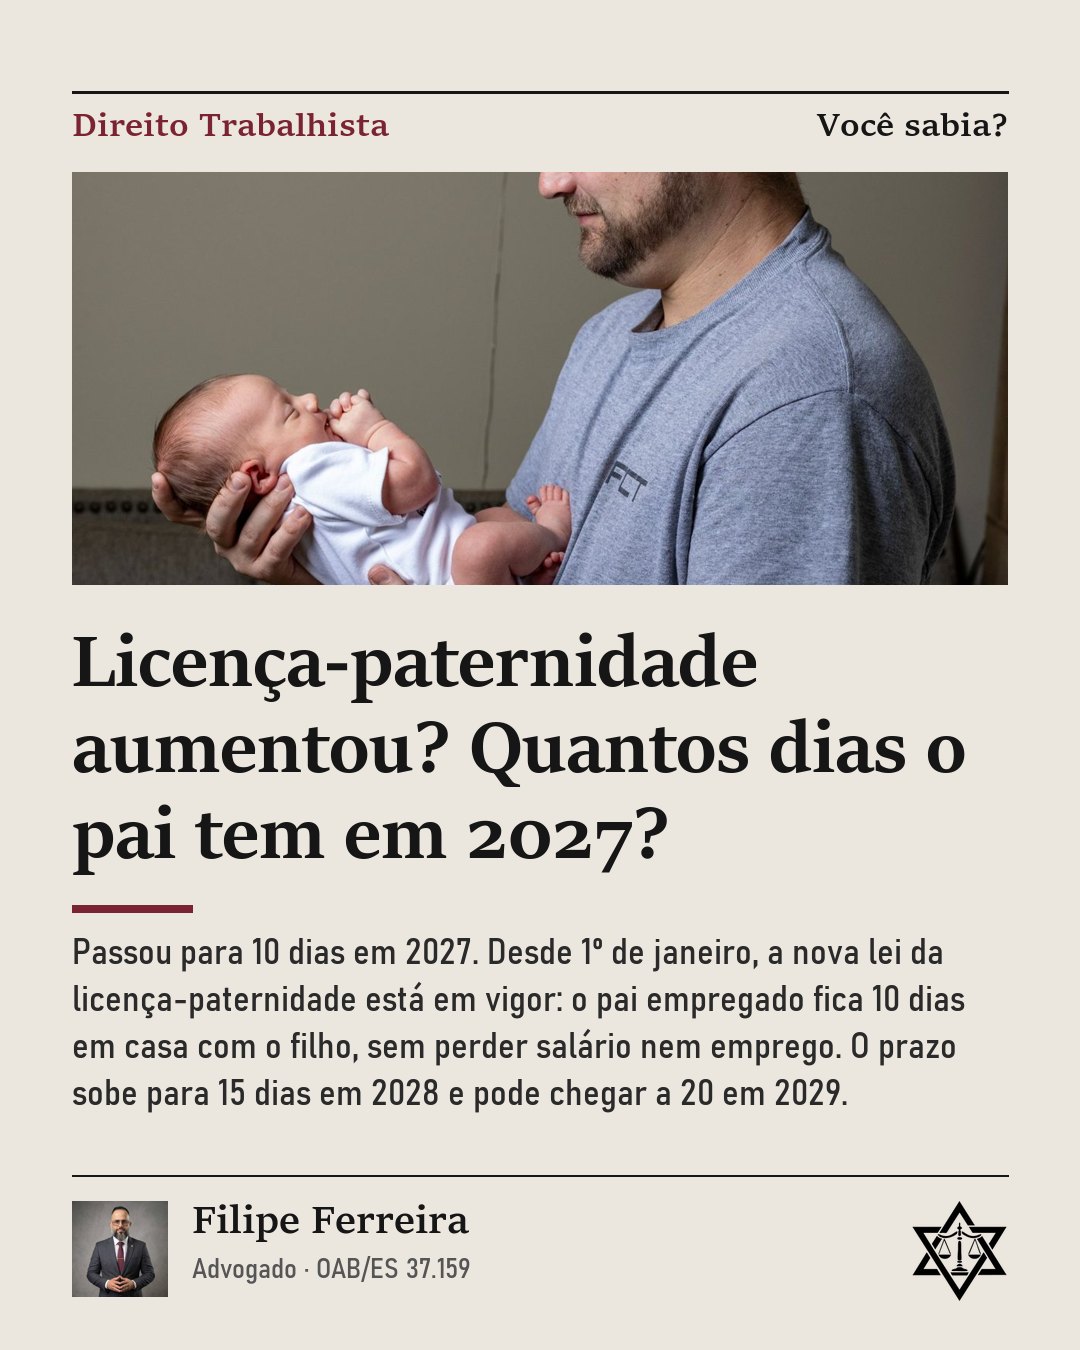 Direito Trabalhista
Você sabia?
FCT
Licença-paternidade
aumentou? Quantos dias o
pai tem em 2027?
Passou para 10 dias em 2027. Desde 1º de janeiro, a nova lei da
licença-paternidade está em vigor: o pai empregado fica 10 dias
em casa com o filho, sem perder salário nem emprego. O prazo
sobe para 15 dias em 2028 e pode chegar a 20 em 2029.
Filipe Ferreira
Advogado · OAB/ES 37.159